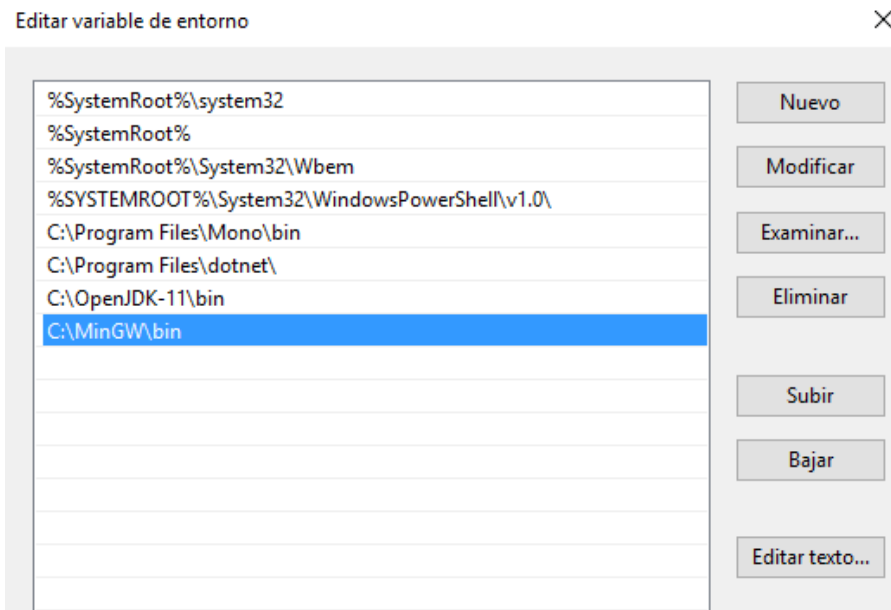 Editar variable de entorno
%SystemRoot%\system32
%SystemRoot%
%SystemRoot%\System32\Wbem
%SYSTEMROOT%\System32\WindowsPowerShell\v1.0\
C:\Program Files\Mono\bin
C:\Program Files\dotnet\
C:\OpenJDK-11\bin
C:\MinGW\bin
Nuevo
Modificar
Examinar...
Eliminar
Subir
Bajar
Editar texto...